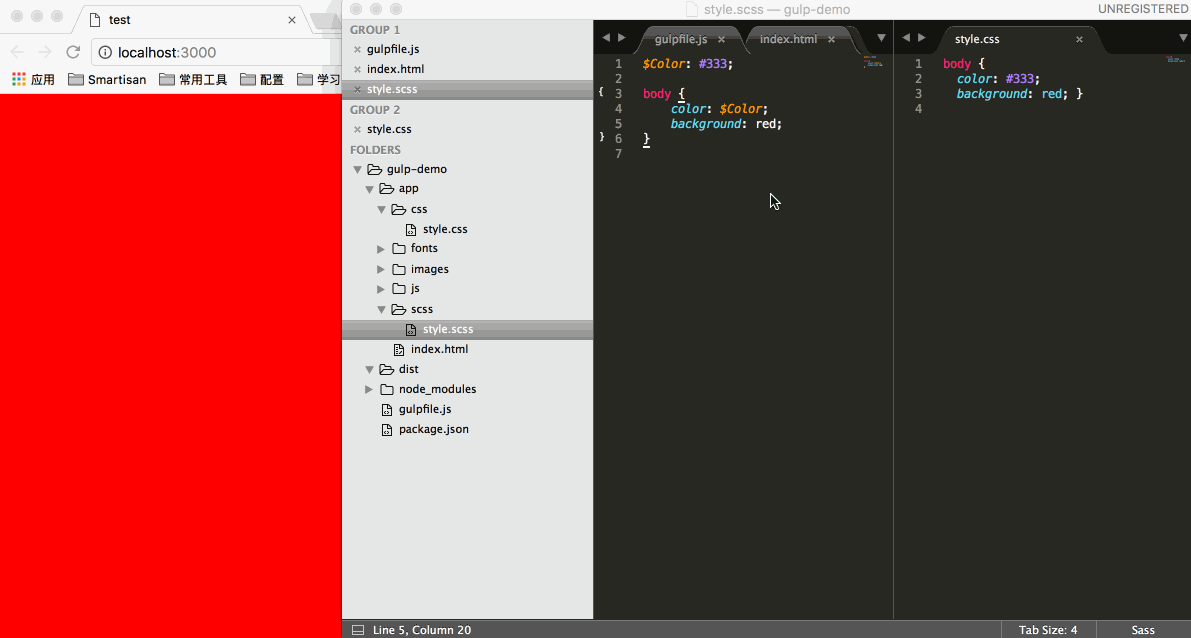 test
localhost:3000
应用 Smartisan 常用工具 配置 学习
style.scss — gulp-demo
UNREGISTERED
GROUP 1
gulpfile.js
index.html
style.scss
GROUP 2
style.css
FOLDERS
gulp-demo
app
css
style.css
fonts
images
js
scss
style.scss
index.html
dist
node_modules
gulpfile.js
package.json
gulpfile.js index.html
1 $Color: #333;
2
3 body {
4 color: $Color;
5 background: red;
6 }
7
style.css
1 body {
2 color: #333;
3 background: red; }
4
Line 5, Column 20
Tab Size: 4
Sass